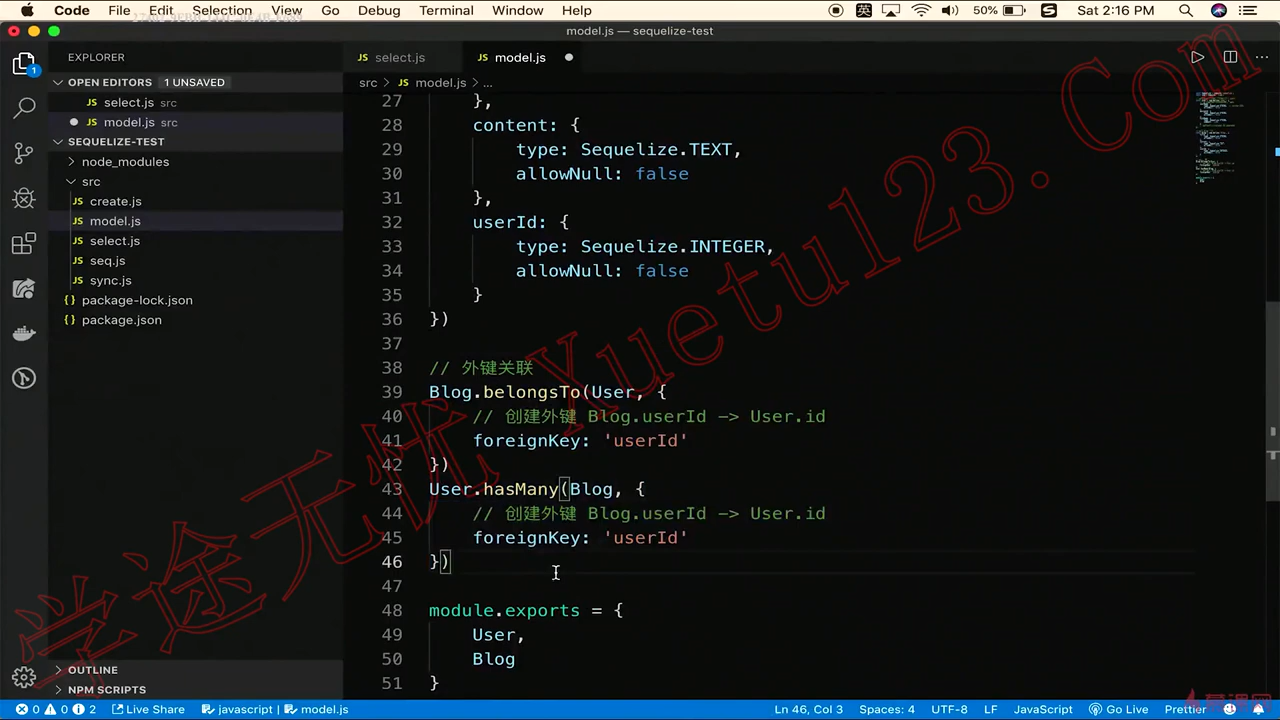 Code File Edit Selection View Go Debug Terminal Window Help 英 50% Sat 2:16 PM
model.js — sequelize-test
EXPLORER
OPEN EDITORS 1 UNSAVED
select.js src
model.js src
SEQUELIZE-TEST
node_modules
src
create.js
model.js
select.js
seq.js
sync.js
{} package-lock.json
{} package.json
OUTLINE
NPM SCRIPTS
1
JS select.js
JS model.js
src > JS model.js > ...
27 },
28 content: {
29 type: Sequelize.TEXT,
30 allowNull: false
31 },
32 userId: {
33 type: Sequelize.INTEGER,
34 allowNull: false
35 }
36 })
37
38 // 外键关联
39 Blog.belongsTo(User, {
40 // 创建外键 Blog.userId -> User.id
41 foreignKey: 'userId'
42 })
43 User.hasMany(Blog, {
44 // 创建外键 Blog.userId -> User.id
45 foreignKey: 'userId'
46 })
47
48 module.exports = {
49 User,
50 Blog
51 }
0 0 2 Live Share javascript | model.js Ln 46, Col 3 Spaces: 4 UTF-8 LF JavaScript Go Live Prettier
学途无忧 Xuetu123.Com
慕课网